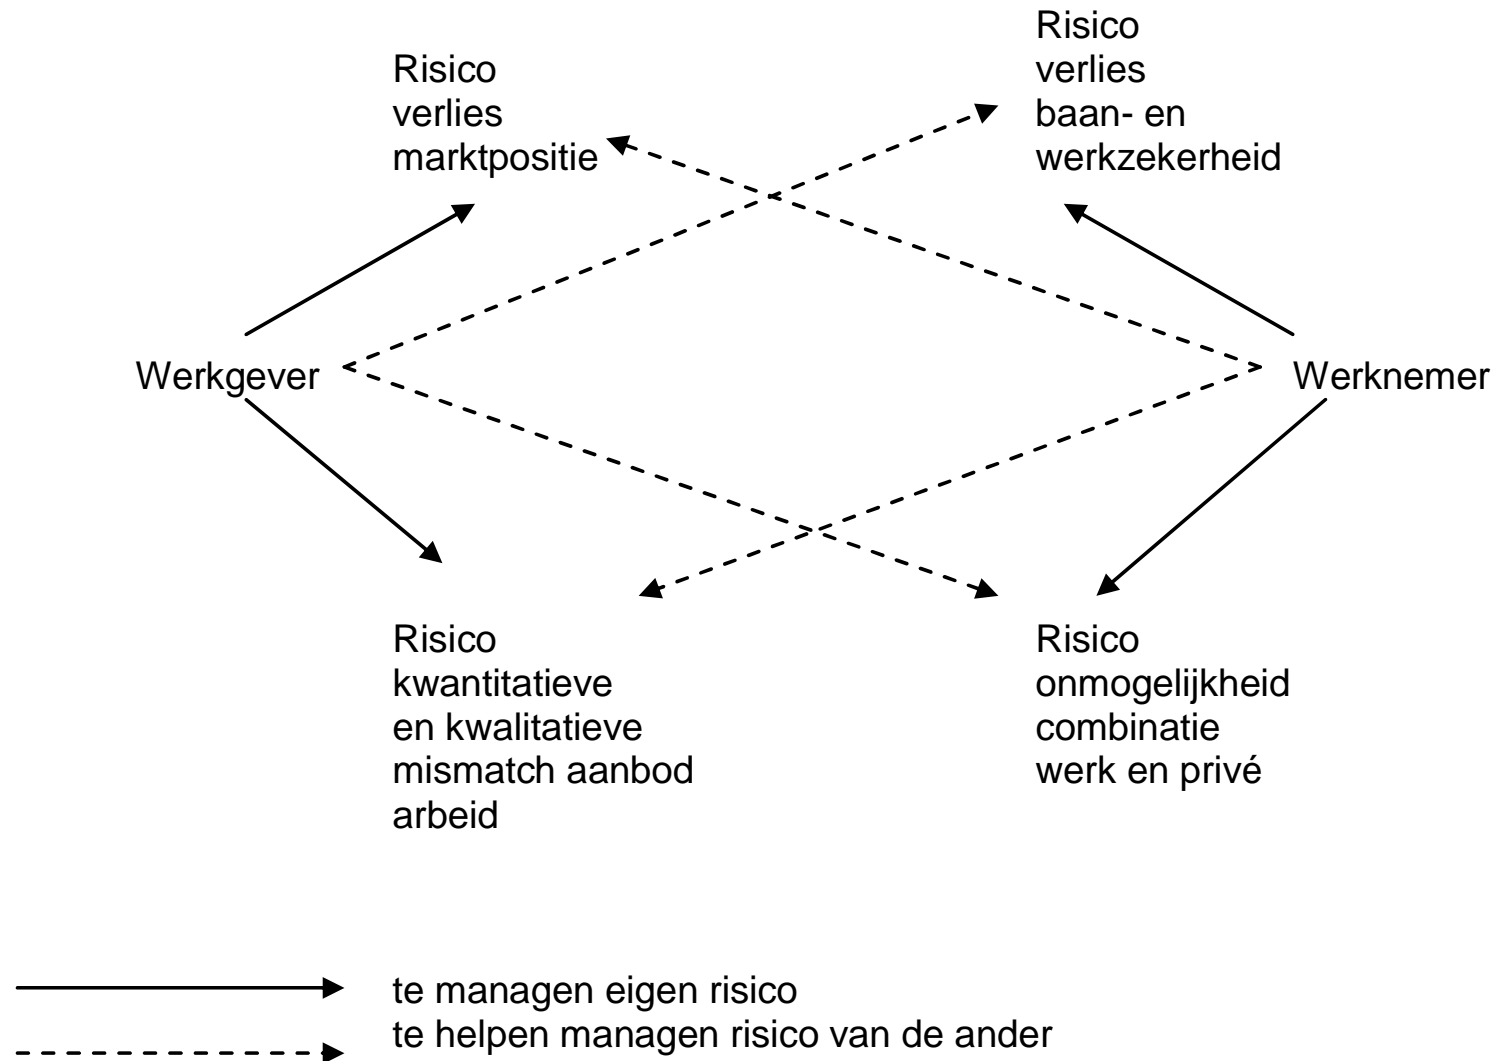 Risico
verlies
marktpositie
Risico
verlies
baan- en
werkzekerheid
Werkgever
Werknemer
Risico
kwantitatieve
en kwalitatieve
mismatch aanbod
arbeid
Risico
onmogelijkheid
combinatie
werk en privé
te managen eigen risico
te helpen managen risico van de ander